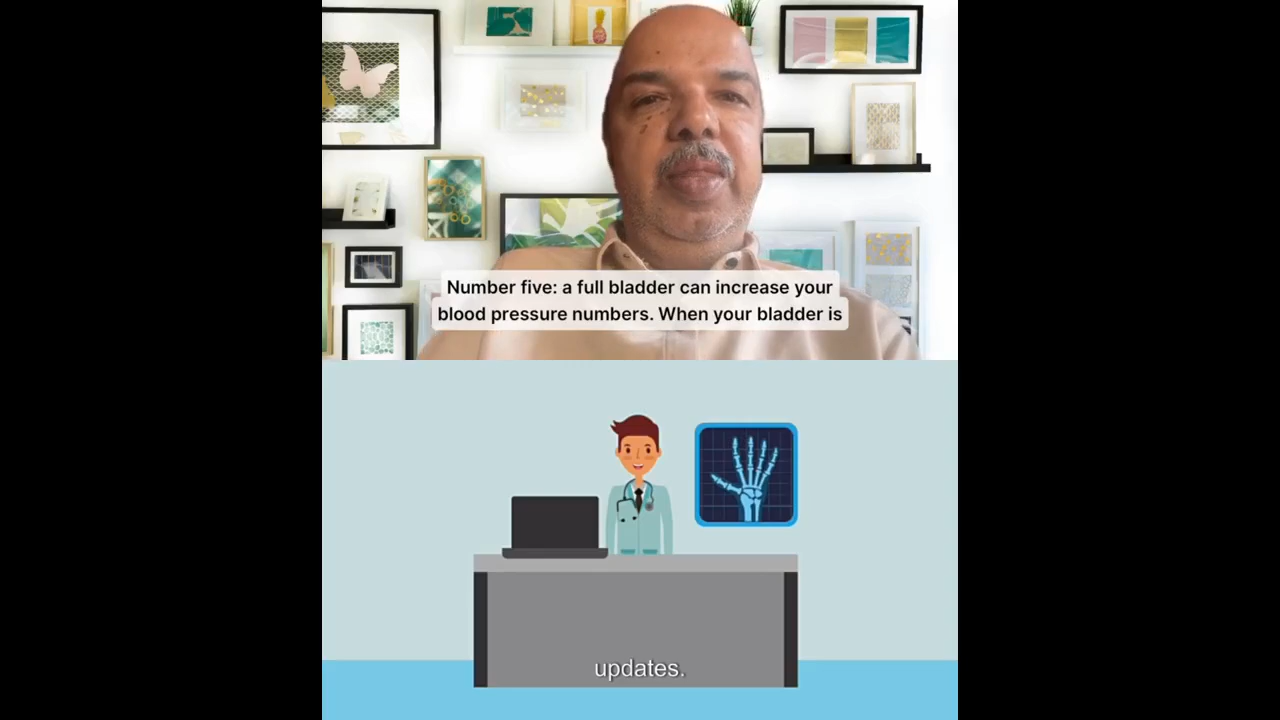 Number five: a full bladder can increase your
blood pressure numbers. When your bladder is
updates.